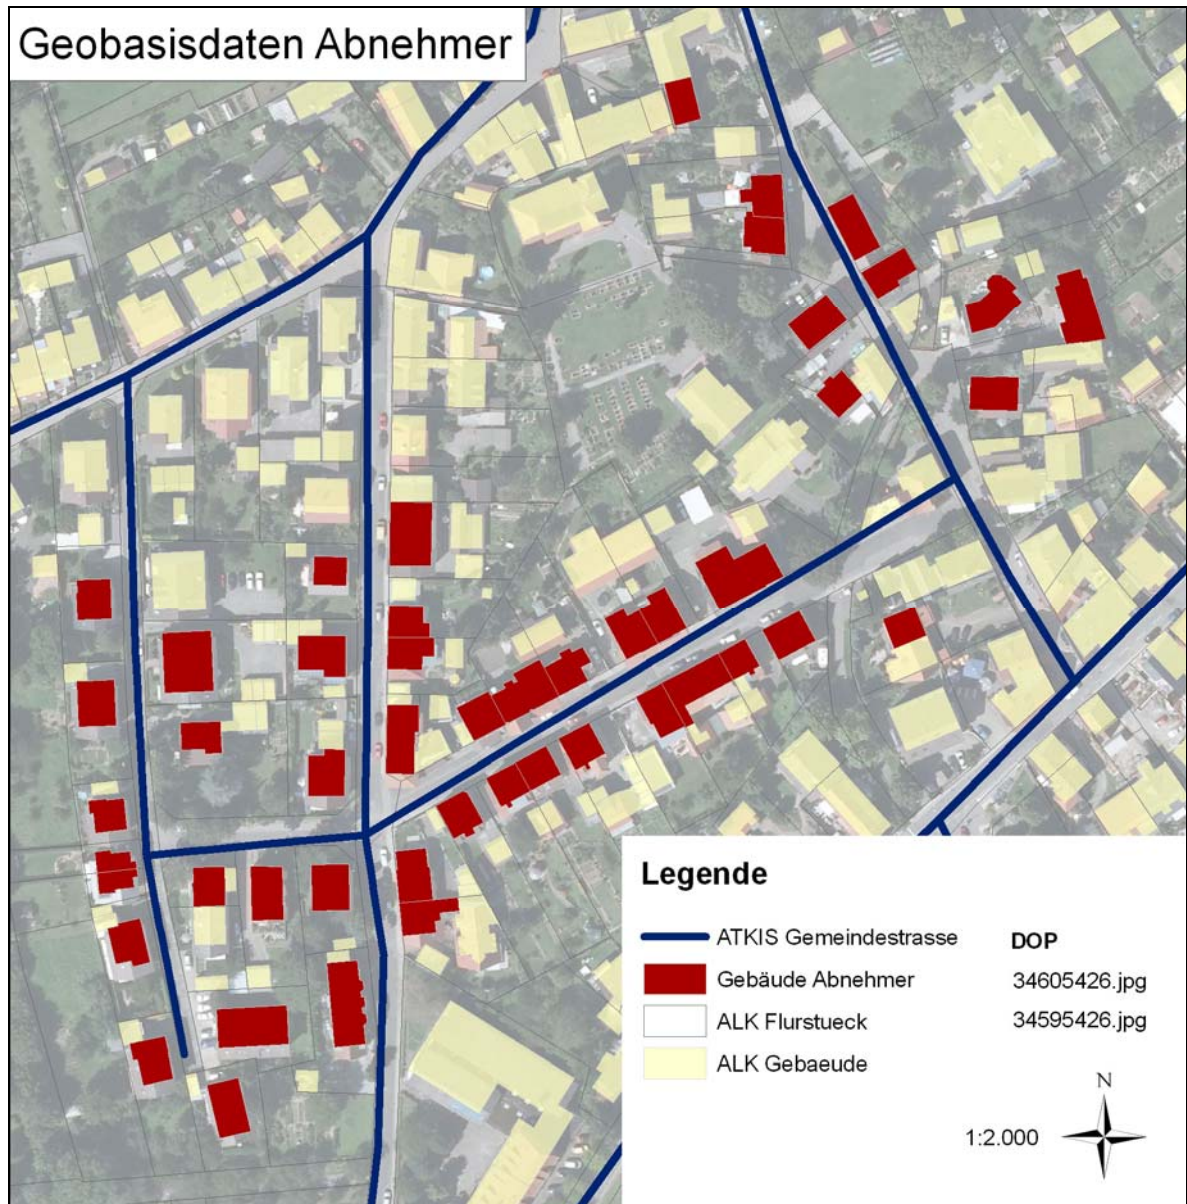 Geobasisdaten Abnehmer
Legende
ATKIS Gemeindestrasse
Gebäude Abnehmer
ALK Flurstueck
ALK Gebaeude
DOP
34605426.jpg
34595426.jpg
N
1:2.000